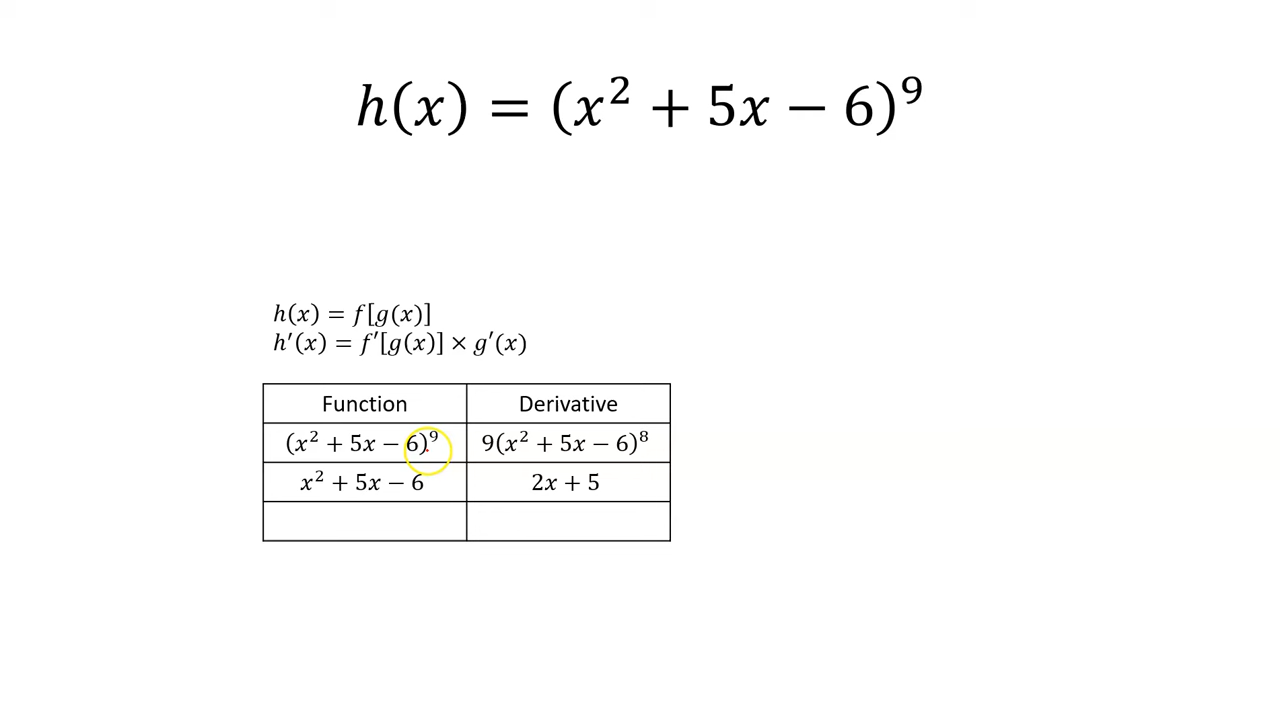 h(x) = (x² + 5x − 6)⁹
h(x) = f[g(x)]
h′(x) = f′[g(x)] × g′(x)
Function Derivative
(x² + 5x − 6)⁹ 9(x² + 5x − 6)⁸
x² + 5x − 6 2x + 5